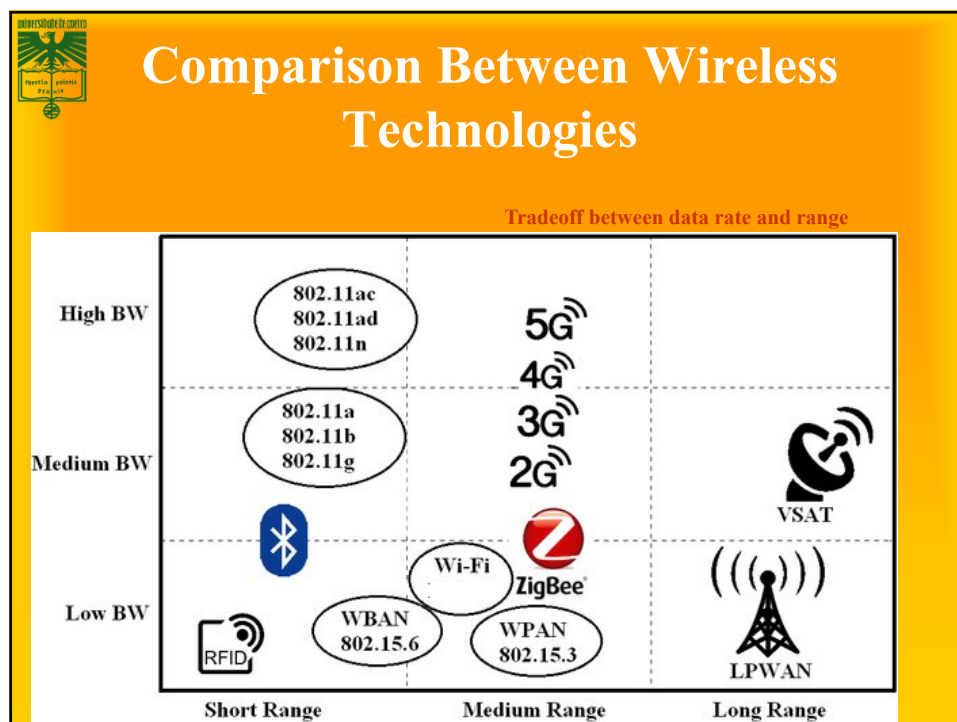 Comparison Between Wireless
Technologies
Tradeoff between data rate and range
High BW
802.11ac
802.11ad
802.11n
5G
4G
Medium BW
802.11a
802.11b
802.11g
3G
2G
VSAT
Low BW
Wi-Fi
ZigBee
WBAN
802.15.6
WPAN
802.15.3
RFID
LPWAN
Short Range
Medium Range
Long Range
theoria poiesis